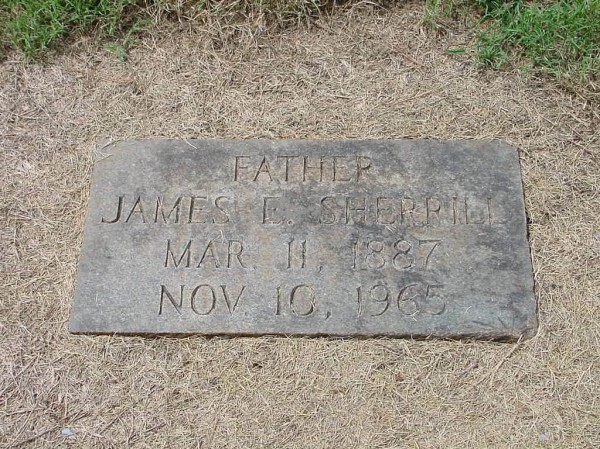 FATHER
JAMES E. SHERRILL
MAR. 11, 1887
NOV. 10, 1965